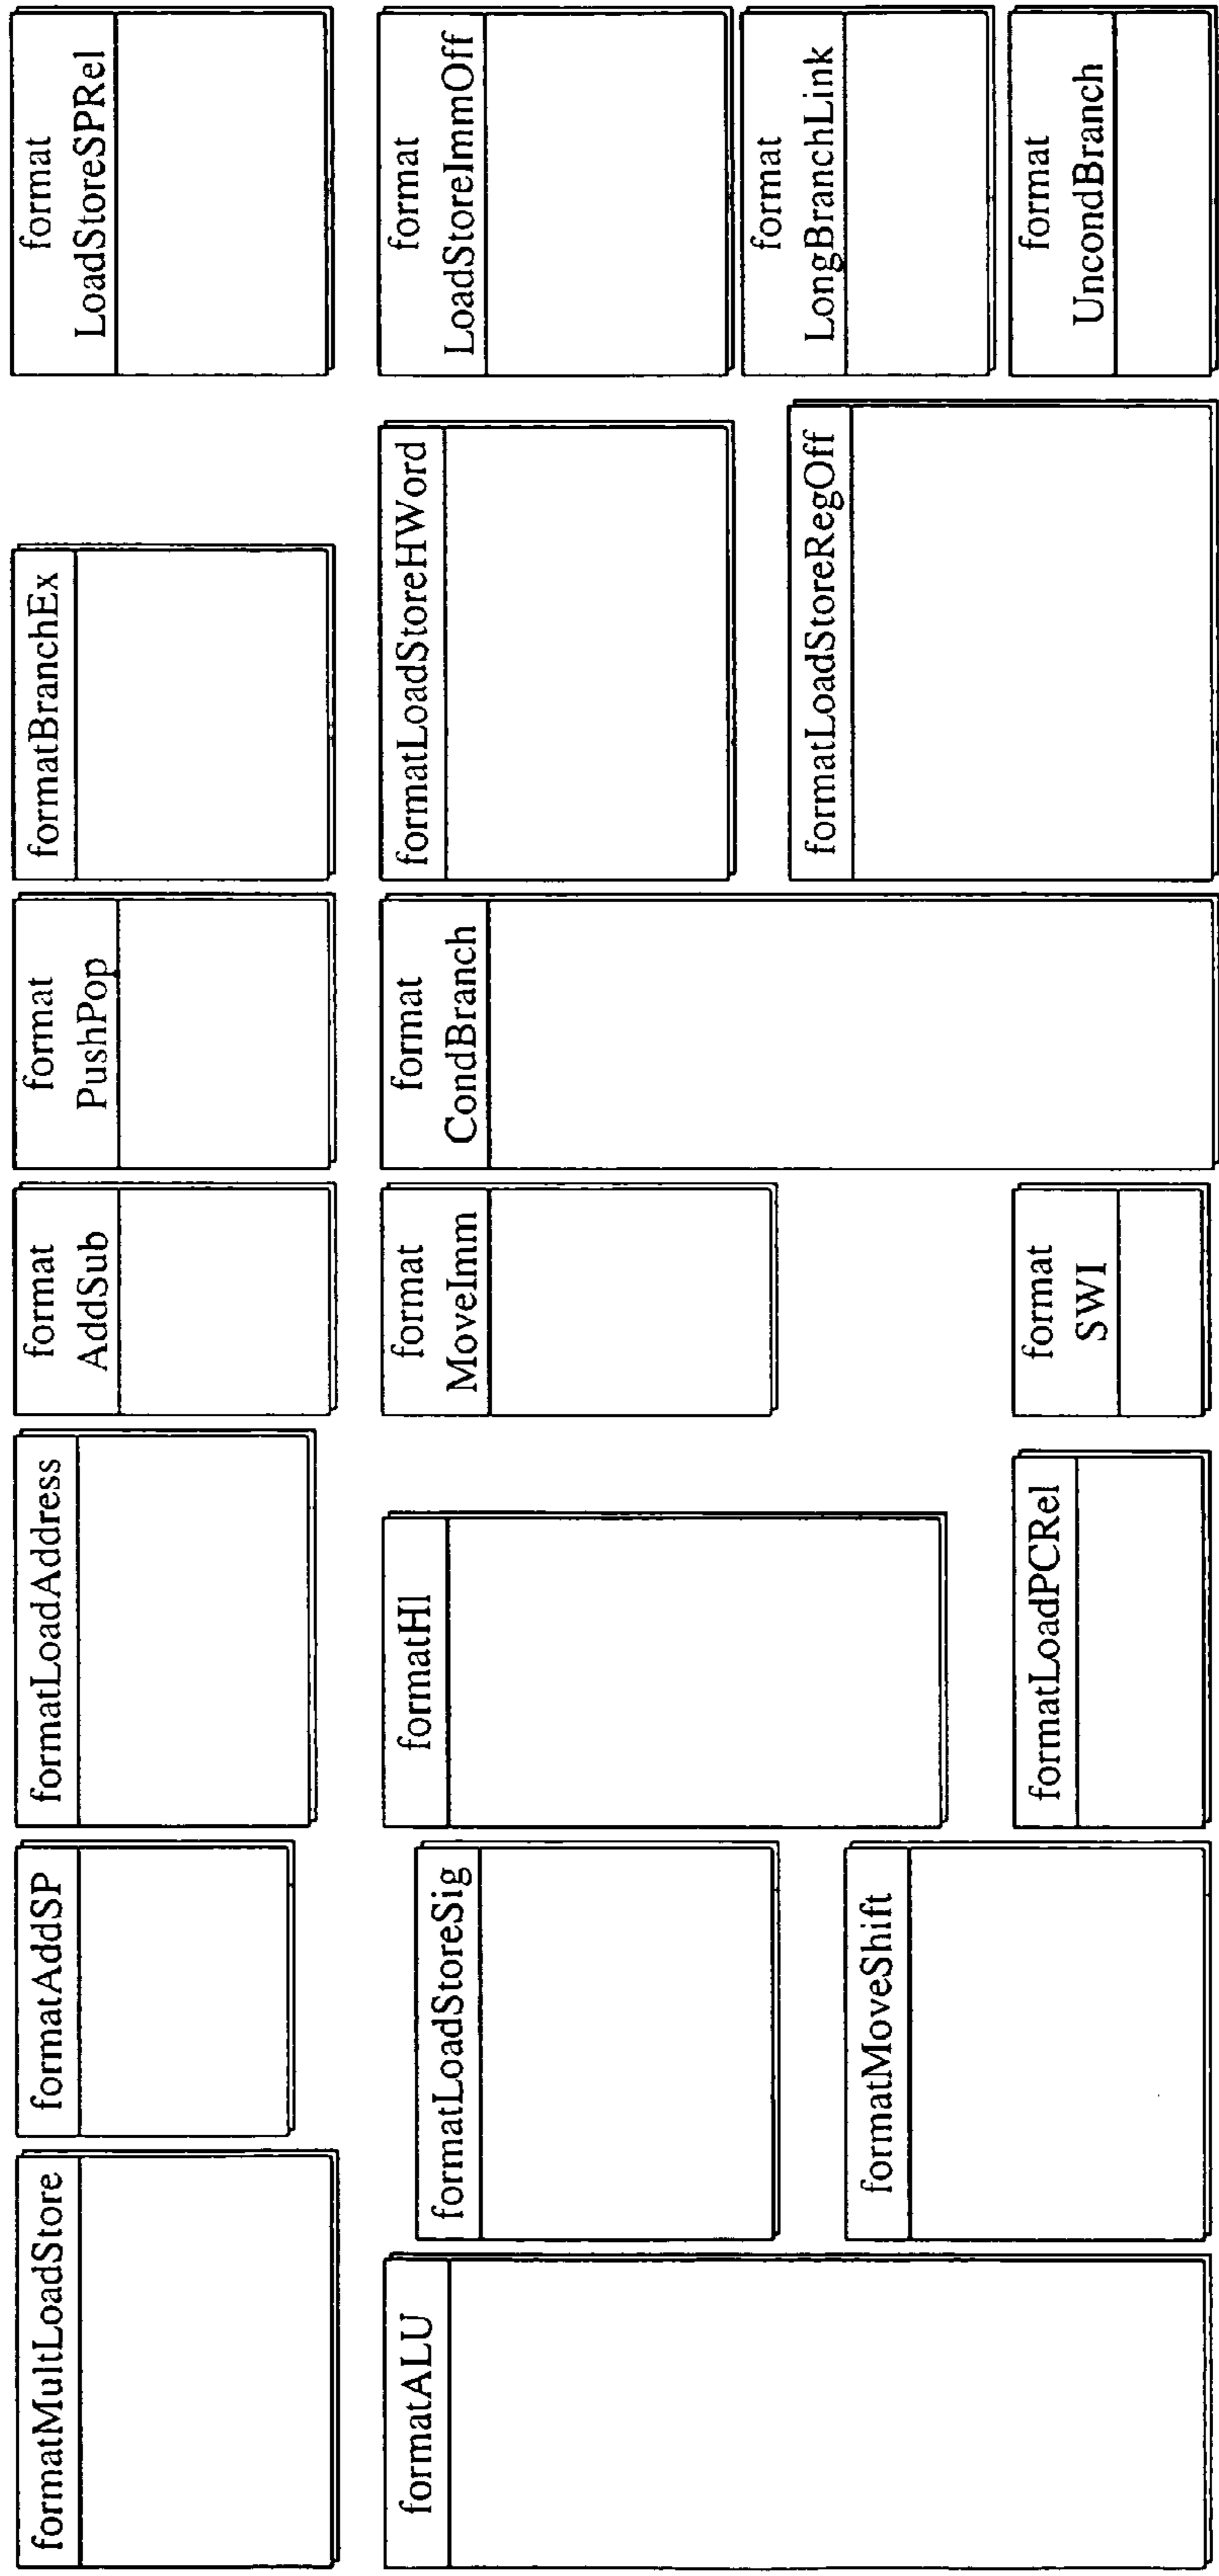 formatMultLoadStore
formatAddSP
formatLoadAddress
format
AddSub
format
PushPop
formatBranchEx
format
LoadStoreSPRel
formatALU
formatLoadStoreSig
formatHl
format
MoveImm
format
CondBranch
formatLoadStoreHWord
format
LoadStoreImmOff
format
LongBranchLink
formatLoadStoreRegOff
formatMoveShift
formatLoadPCRel
format
SWI
format
UncondBranch